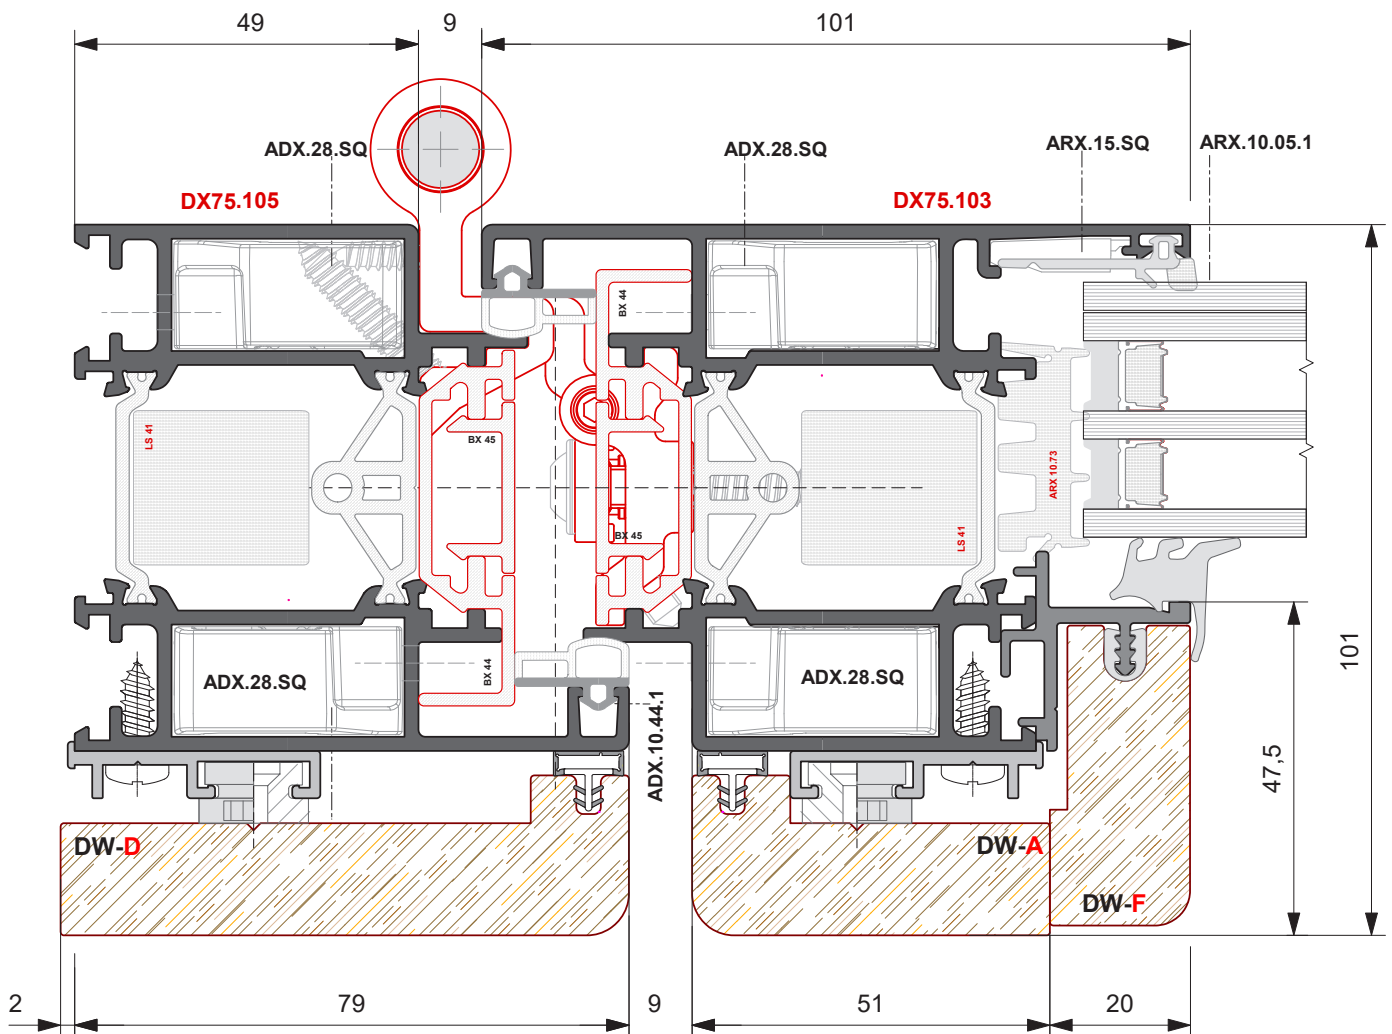 49
9
101
ADX.28.SQ
ADX.28.SQ
ARX.15.SQ
ARX.10.05.1
DX75.105
DX75.103
BX 44
LS 41
BX 45
ARX 10.73
BX 45
LS 41
BX 44
ADX.28.SQ
ADX.28.SQ
ADX.10.44.1
101
47,5
DW-D
DW-A
DW-F
2
79
9
51
20